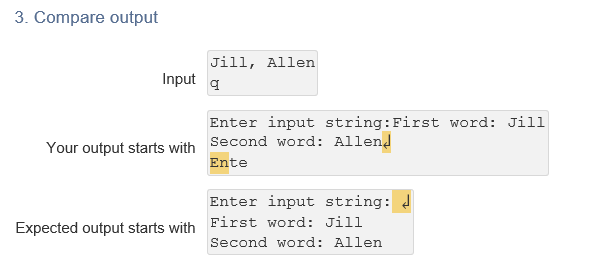 3. Compare output
Input
Jill, Allen
q
Your output starts with
Enter input string:First word: Jill
Second word: Allen↲
Ente
Expected output starts with
Enter input string: ↲
First word: Jill
Second word: Allen